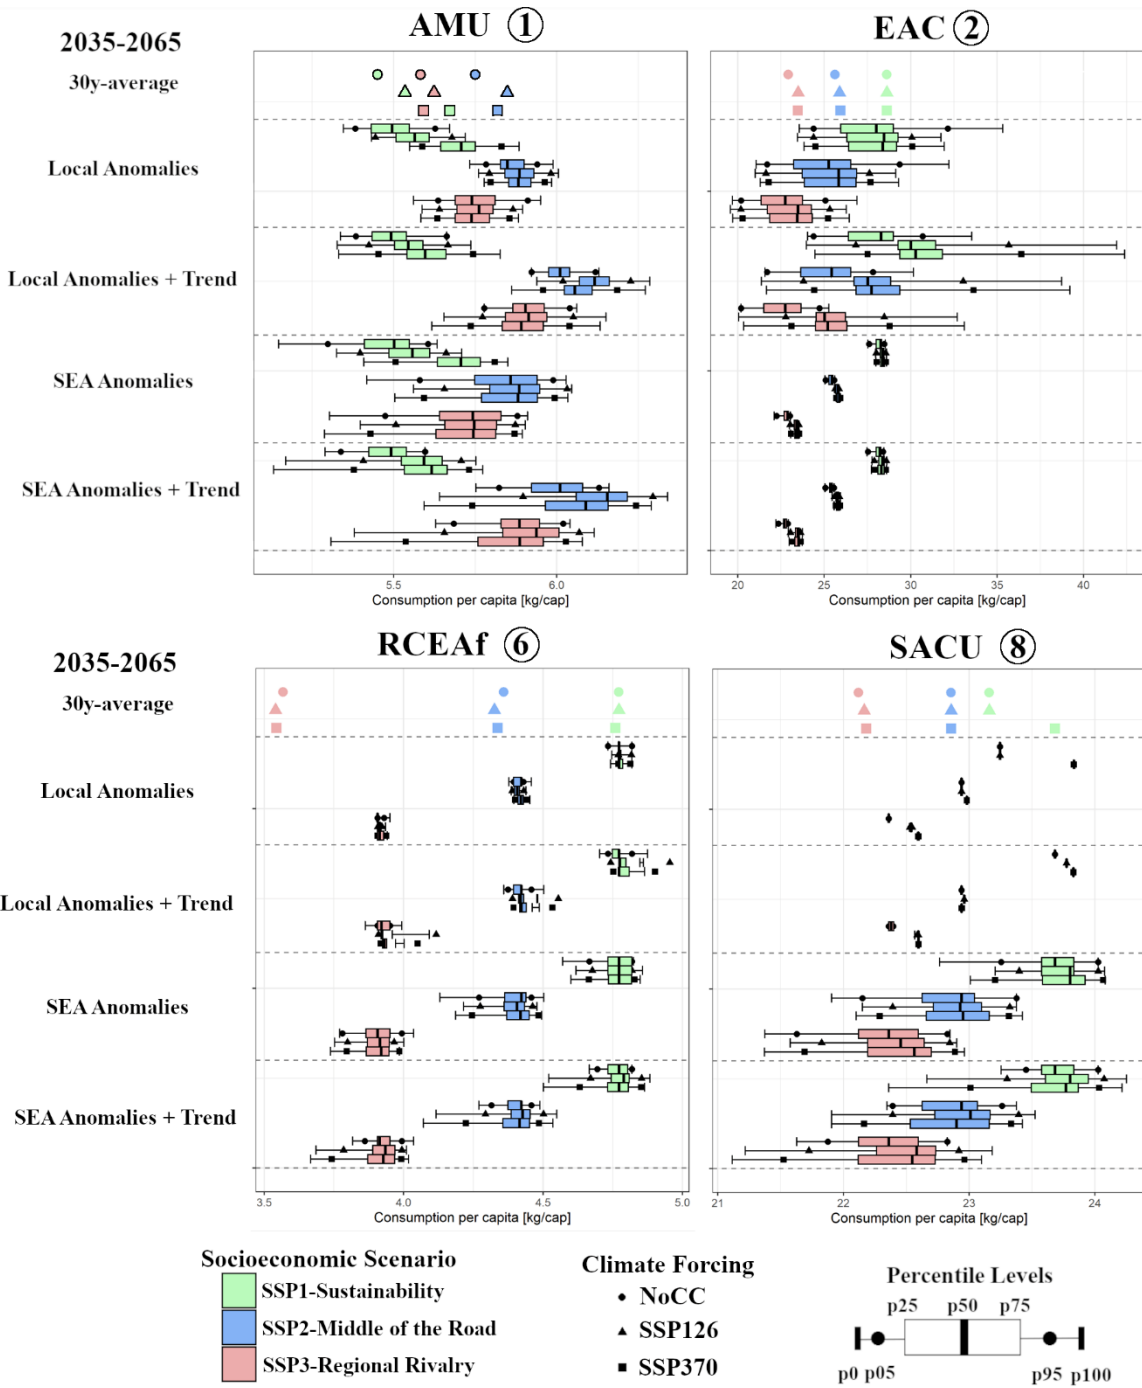 AMU ①
EAC ②
2035-2065
30y-average
Local Anomalies
Local Anomalies + Trend
SEA Anomalies
SEA Anomalies + Trend
5.5 6.0
20 25 30 35 40
Consumption per capita [kg/cap]
Consumption per capita [kg/cap]
RCEAf ⑥
SACU ⑧
2035-2065
30y-average
Local Anomalies
Local Anomalies + Trend
SEA Anomalies
SEA Anomalies + Trend
3.5 4.0 4.5 5.0
21 22 23 24
Consumption per capita [kg/cap]
Consumption per capita [kg/cap]
Socioeconomic Scenario
SSP1-Sustainability
SSP2-Middle of the Road
SSP3-Regional Rivalry
Climate Forcing
NoCC
SSP126
SSP370
Percentile Levels
p25 p50 p75
p0 p05 p95 p100